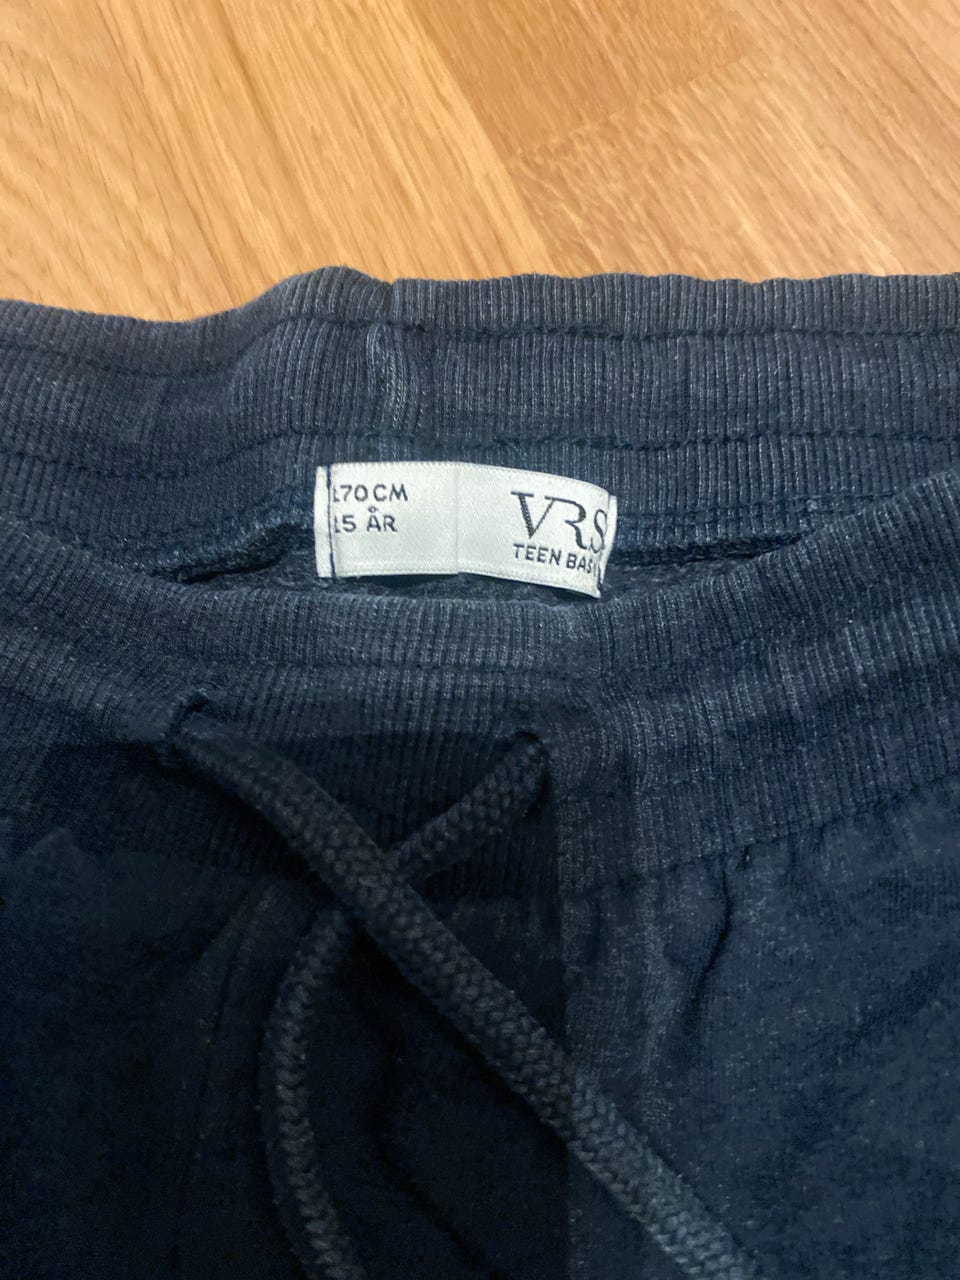 170 CM
15 ÅR
VRS
TEEN BAS